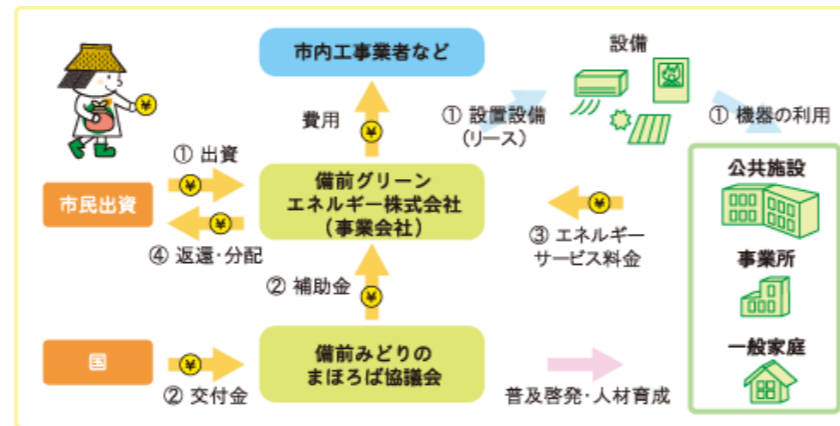 市内工事業者など
設備
費用
① 設置設備
(リース)
① 機器の利用
① 出資
¥
¥
¥
市民出資
¥
備前グリーン
エネルギー株式会社
(事業会社)
¥
公共施設
④ 返還・分配
③ エネルギー
サービス料金
事業所
② 補助金
¥
国
¥
備前みどりの
まほろば協議会
一般家庭
② 交付金
普及啓発・人材育成